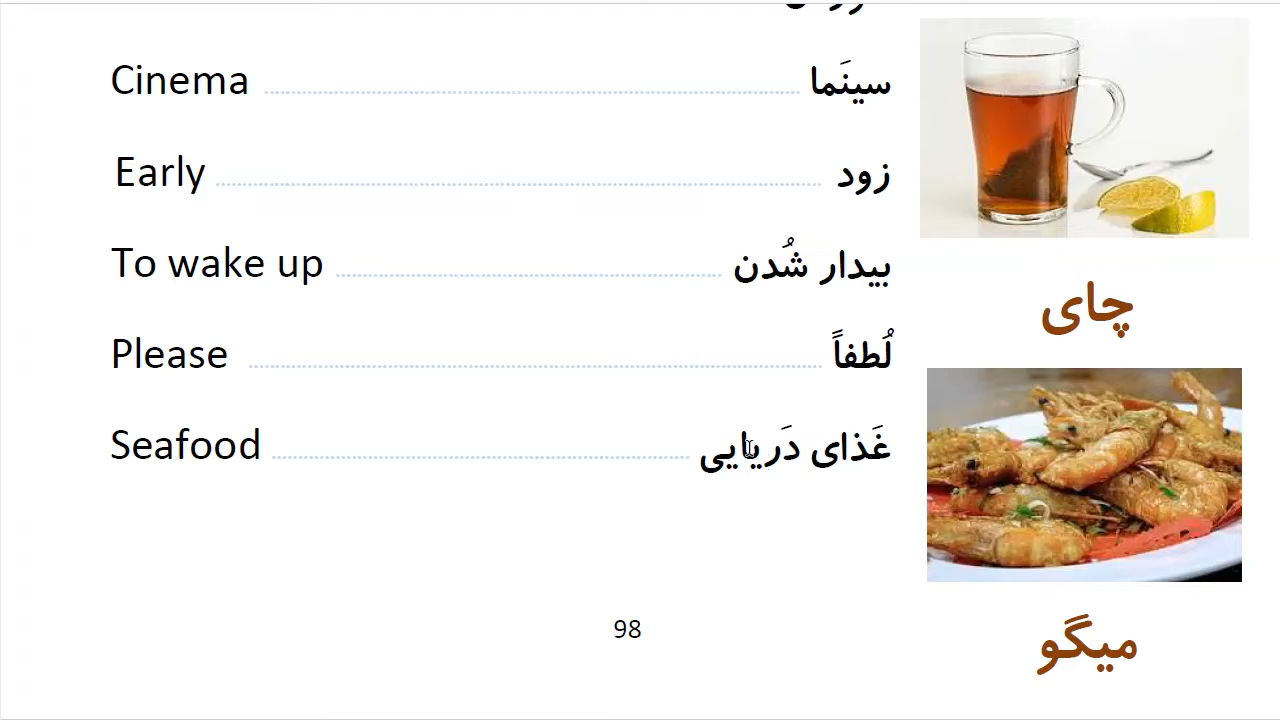 Cinema سینَما
Early زود
To wake up بیدار شُدن
Please لُطفاً
Seafood غَذای دَریایی
چای
میگو
98